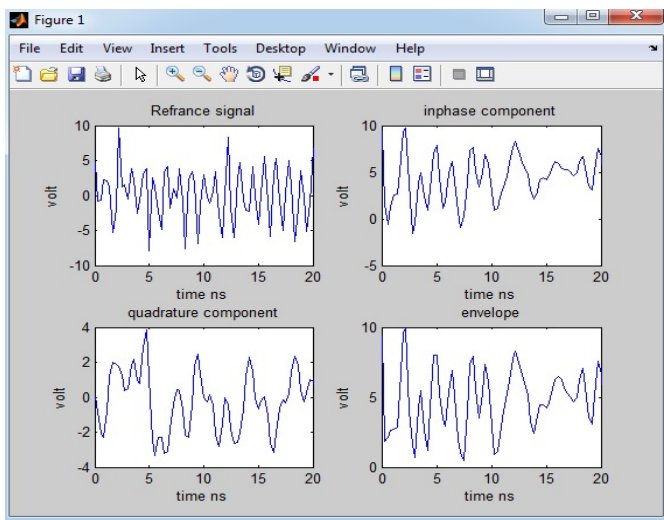 Figure 1
File Edit View Insert Tools Desktop Window Help
Refrance signal
10
5
0
-5
-10
volt
0 5 10 15 20
time ns
inphase component
10
5
0
-5
volt
0 5 10 15 20
time ns
quadrature component
4
2
0
-2
-4
volt
0 5 10 15 20
time ns
envelope
10
5
0
volt
0 5 10 15 20
time ns